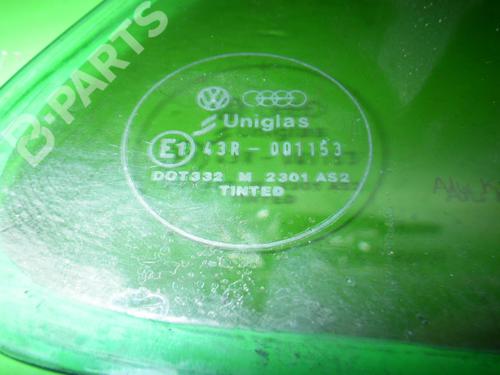 B-PARTS
Uniglas
E1 43R-001153
DOT332 M 2301 AS2
TINTED